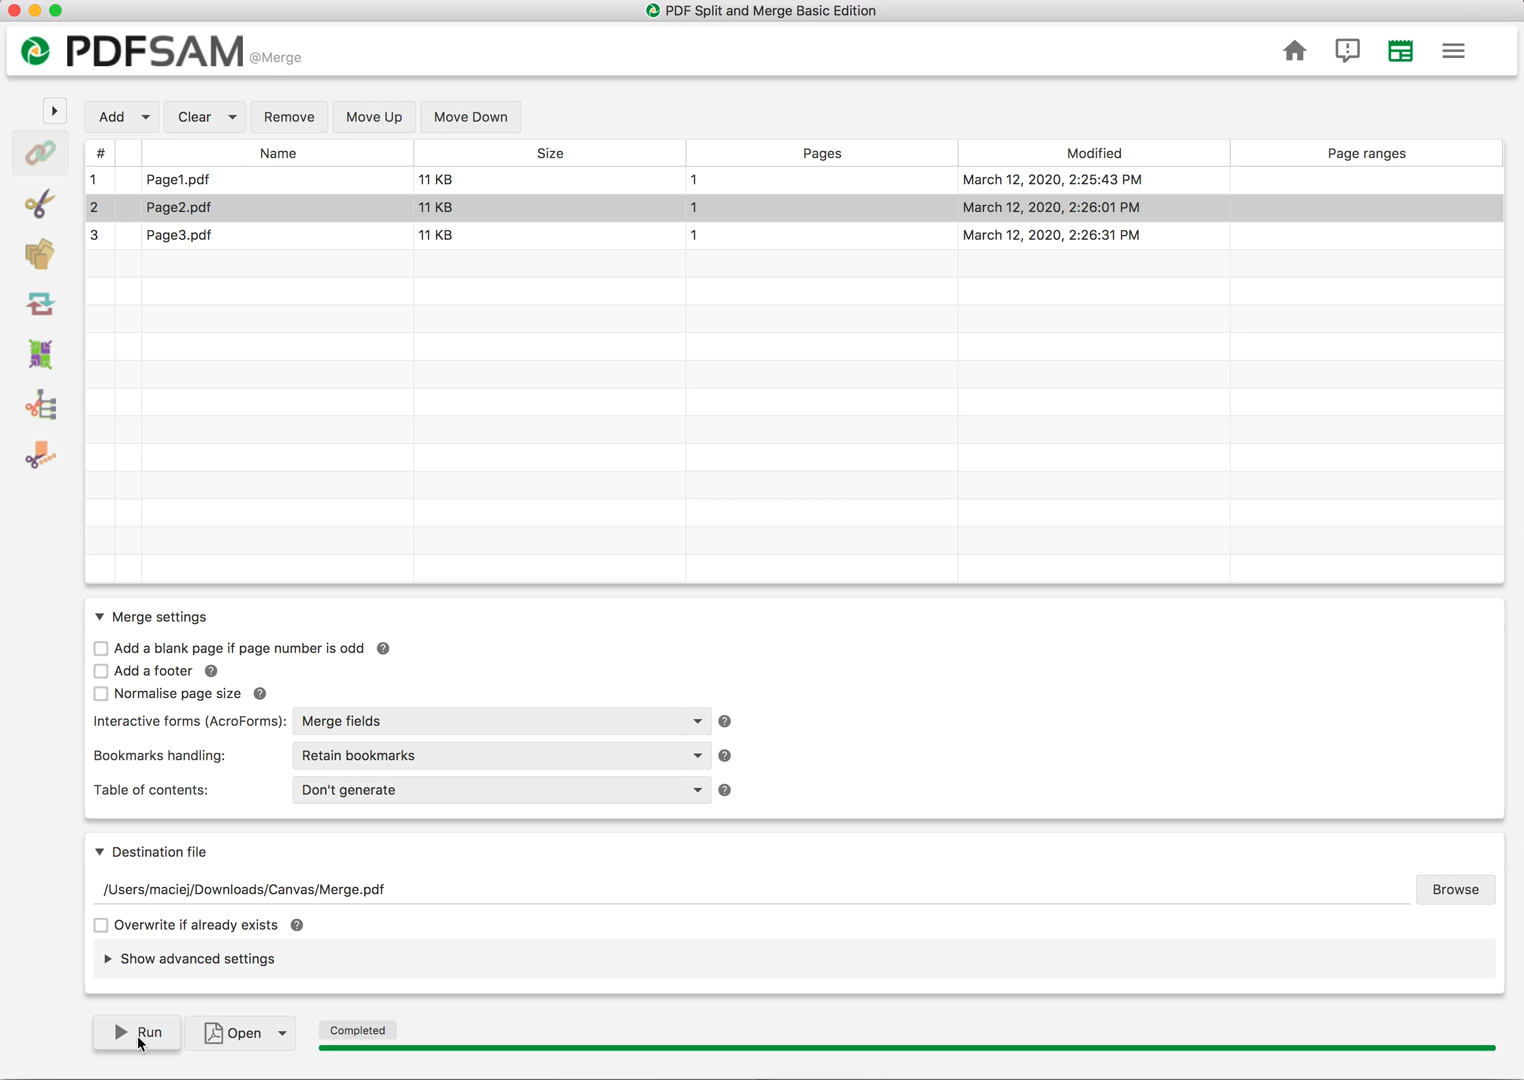 PDF Split and Merge Basic Edition
PDFSAM @Merge
Add Clear Remove Move Up Move Down
# Name Size Pages Modified Page ranges
1 Page1.pdf 11 KB 1 March 12, 2020, 2:25:43 PM
2 Page2.pdf 11 KB 1 March 12, 2020, 2:26:01 PM
3 Page3.pdf 11 KB 1 March 12, 2020, 2:26:31 PM
Merge settings
Add a blank page if page number is odd ?
Add a footer ?
Normalise page size ?
Interactive forms (AcroForms): Merge fields ?
Bookmarks handling: Retain bookmarks ?
Table of contents: Don't generate ?
Destination file
/Users/maciej/Downloads/Canvas/Merge.pdf Browse
Overwrite if already exists ?
Show advanced settings
Run Open Completed